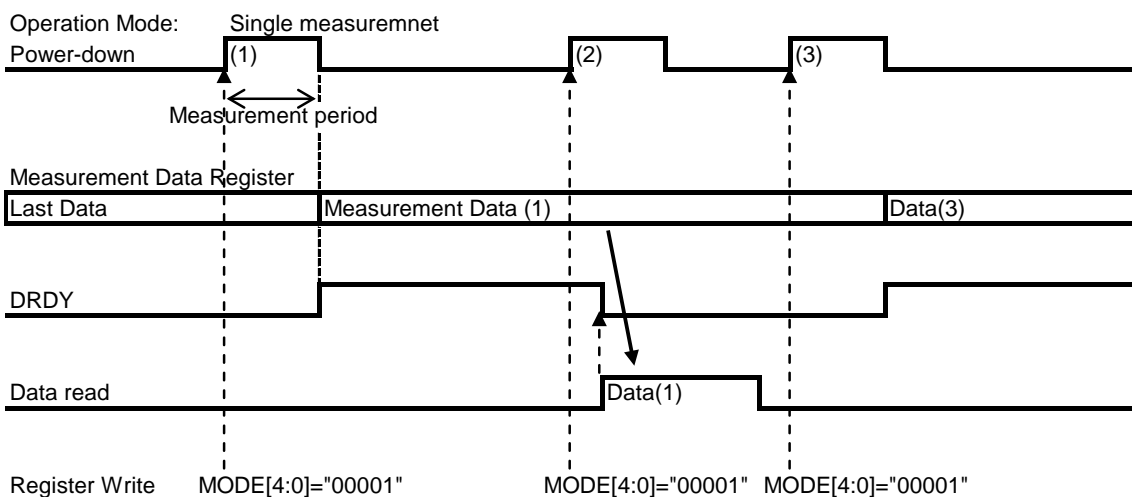 Operation Mode: Single measuremnet
Power-down (1) (2) (3)
Measurement period
Measurement Data Register
Last Data Measurement Data (1) Data(3)
DRDY
Data read Data(1)
Register Write MODE[4:0]="00001" MODE[4:0]="00001" MODE[4:0]="00001"